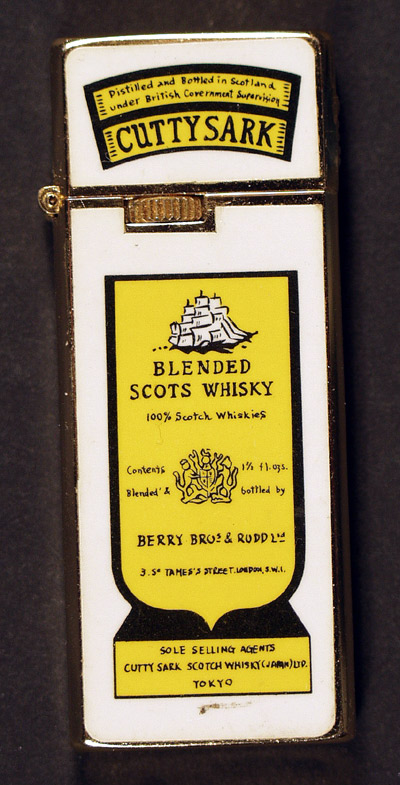 Distilled and Bottled in Scotland
under British Government Supervision
CUTTY SARK
BLENDED
SCOTS WHISKY
100% Scotch Whiskies
Contents 1⅗ fl. ozs.
Blended & bottled by
BERRY BROS & RUDD LTD
3. ST JAMES'S STREET. LONDON, S.W.1.
SOLE SELLING AGENTS
CUTTY SARK SCOTCH WHISKY (JAPAN) LTD.
TOKYO